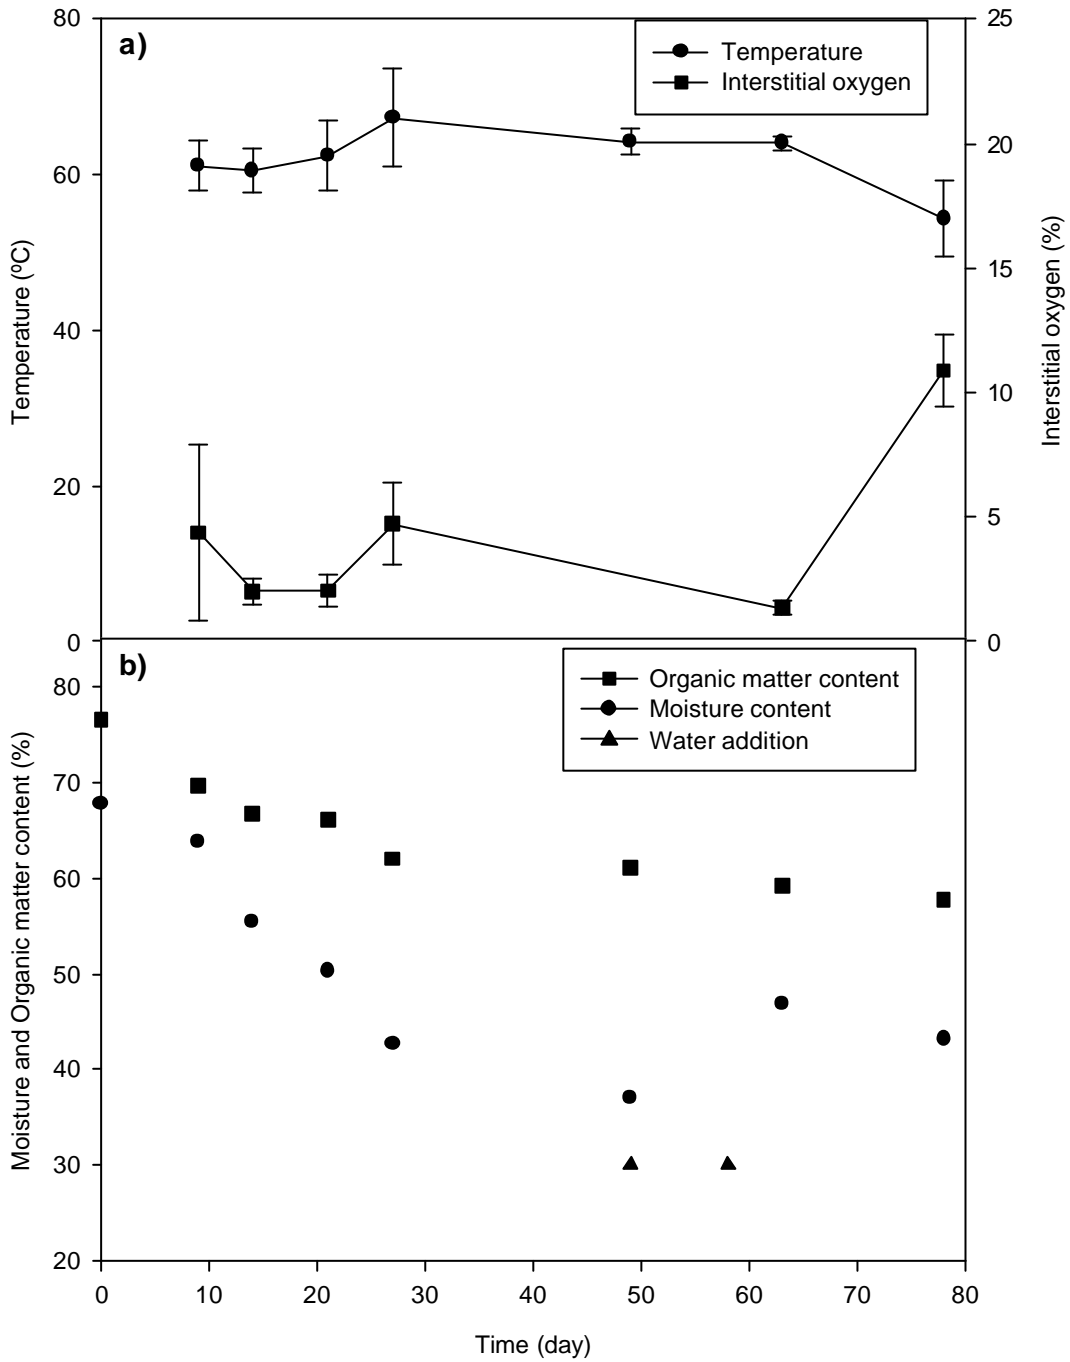 80
25
a)
Temperature
Interstitial oxygen
20
60
15
40
10
20
5
0
0
Temperature (ºC)
Interstitial oxygen (%)
b)
Organic matter content
Moisture content
Water addition
80
70
60
50
40
30
20
Moisture and Organic matter content (%)
0 10 20 30 40 50 60 70 80
Time (day)